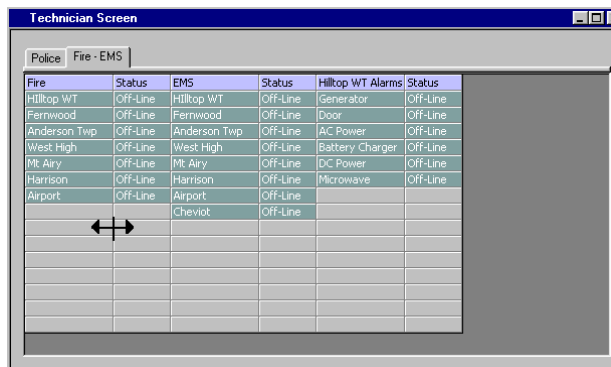 Technician Screen
Police Fire - EMS
Fire Status EMS Status Hilltop WT Alarms Status
HIlltop WT Off-Line HIlltop WT Off-Line Generator Off-Line
Fernwood Off-Line Fernwood Off-Line Door Off-Line
Anderson Twp Off-Line Anderson Twp Off-Line AC Power Off-Line
West High Off-Line West High Off-Line Battery Charger Off-Line
Mt Airy Off-Line Mt Airy Off-Line DC Power Off-Line
Harrison Off-Line Harrison Off-Line Microwave Off-Line
Airport Off-Line Airport Off-Line
Cheviot Off-Line